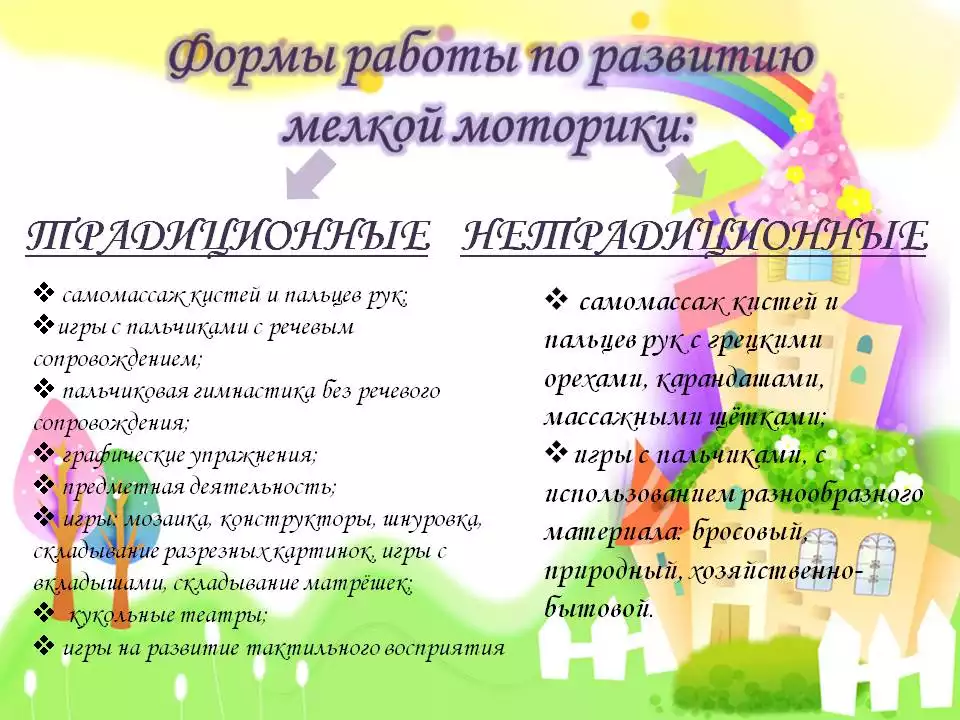 Формы работы по развитию
мелкой моторики:
ТРАДИЦИОННЫЕ
❖ самомассаж кистей и пальцев рук;
❖игры с пальчиками с речевым
сопровождением;
❖ пальчиковая гимнастика без речевого
сопровождения;
❖ графические упражнения;
❖ предметная деятельность;
❖ игры: мозаика, конструкторы, шнуровка,
складывание разрезных картинок, игры с
вкладышами, складывание матрёшек;
❖ кукольные театры;
❖ игры на развитие тактильного восприятия
НЕТРАДИЦИОННЫЕ
❖ самомассаж кистей и
пальцев рук с грецкими
орехами, карандашами,
массажными щётками;
❖ игры с пальчиками, с
использованием разнообразного
материала: бросовый,
природный, хозяйственно-
бытовой.